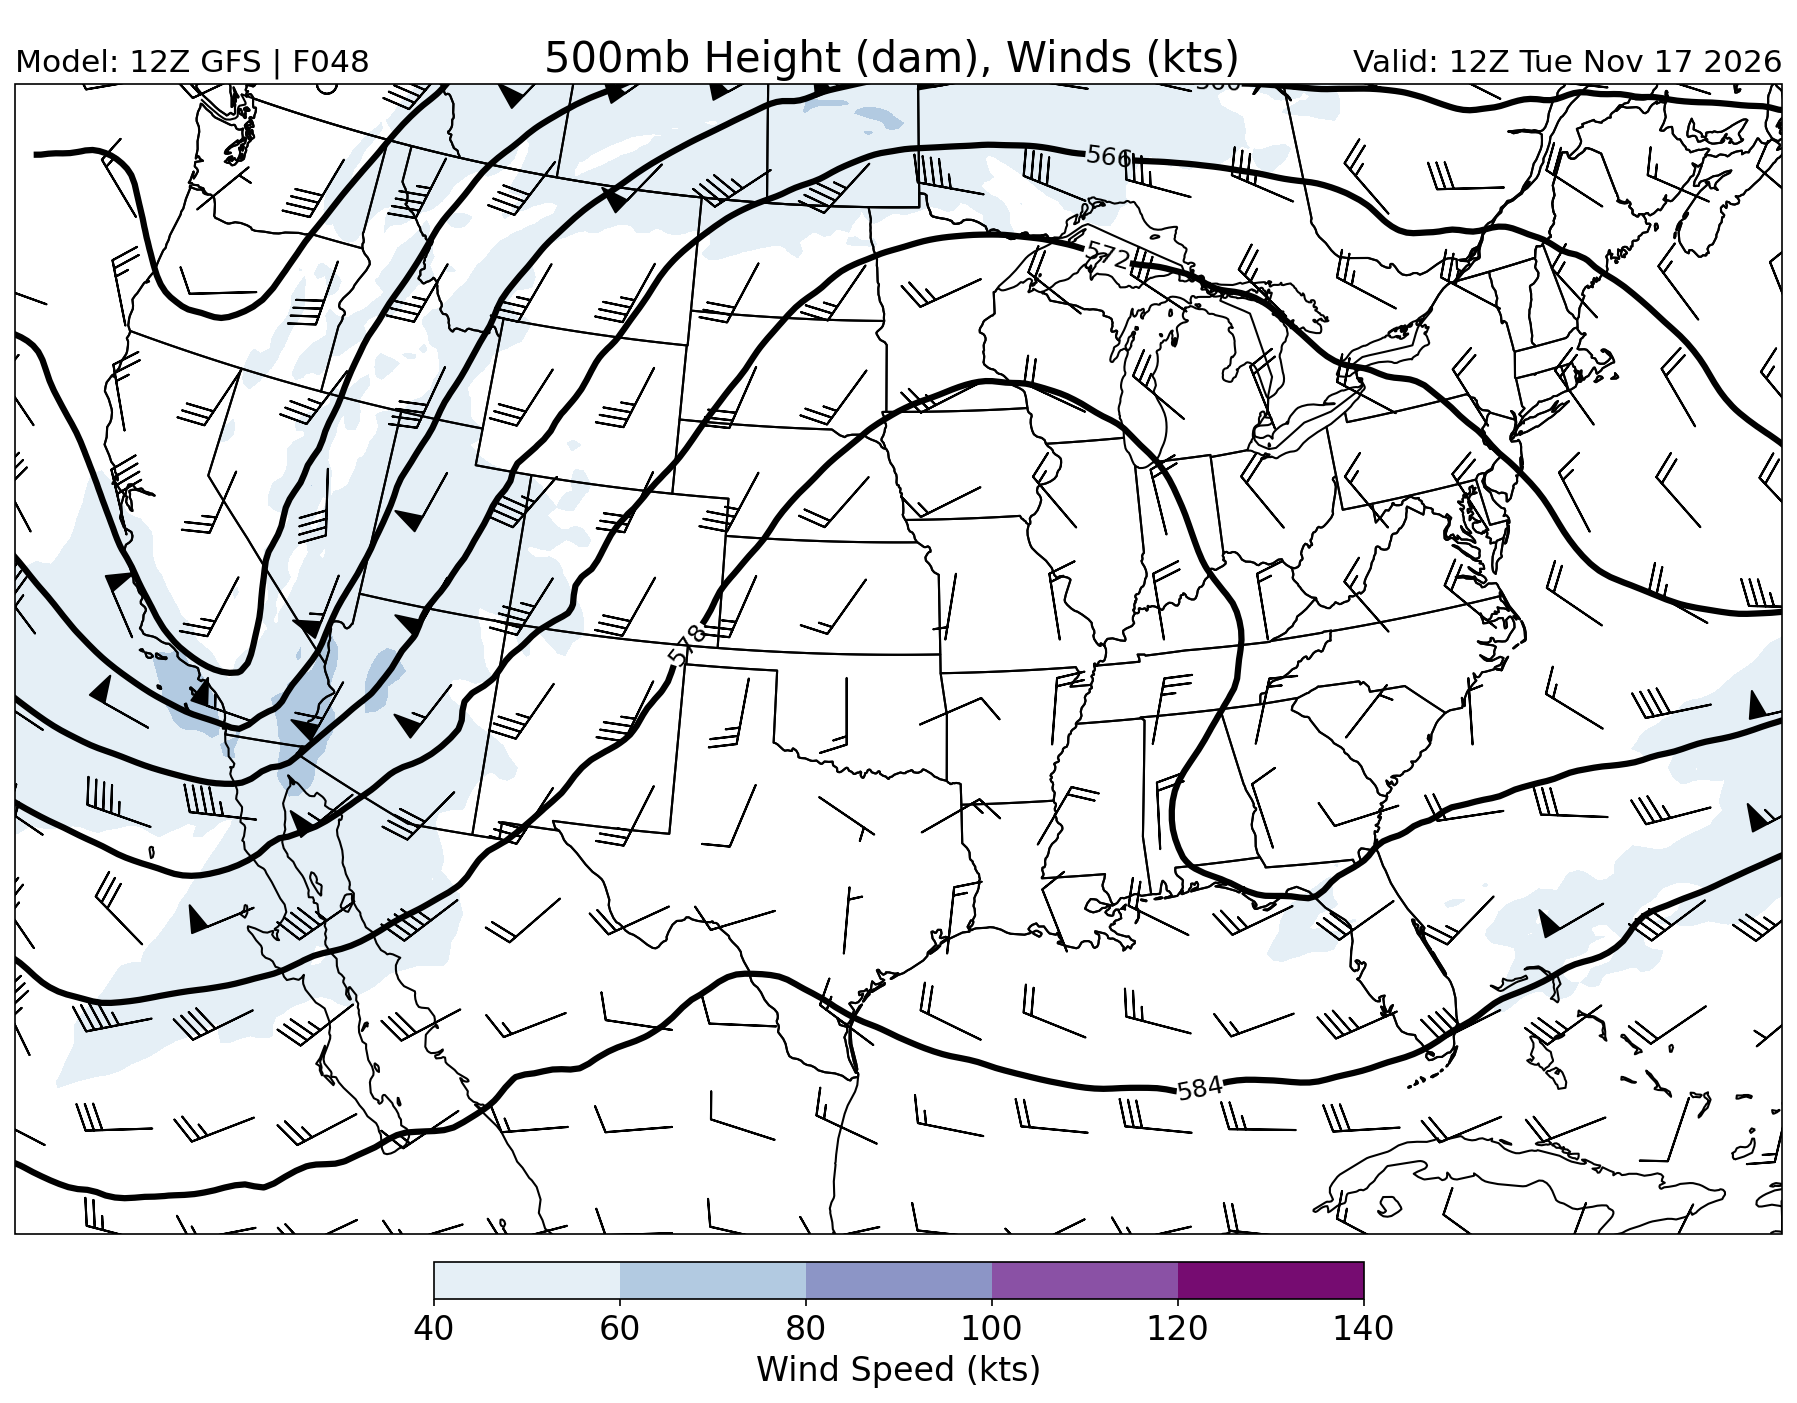 Model: 12Z GFS | F048
500mb Height (dam), Winds (kts)
Valid: 12Z Tue Nov 17 2026
566
572
578
584
40 60 80 100 120 140
Wind Speed (kts)